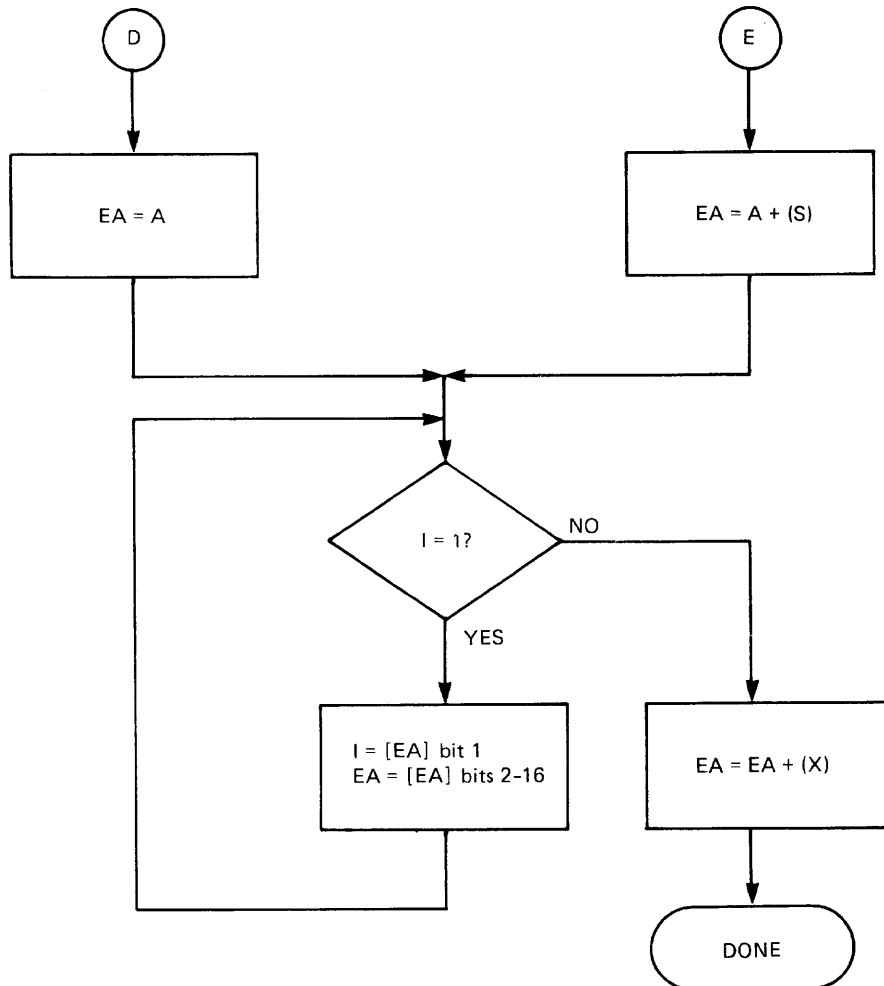 D
E
EA = A
EA = A + (S)
I = 1?
NO
YES
I = [EA] bit 1
EA = [EA] bits 2-16
EA = EA + (X)
DONE